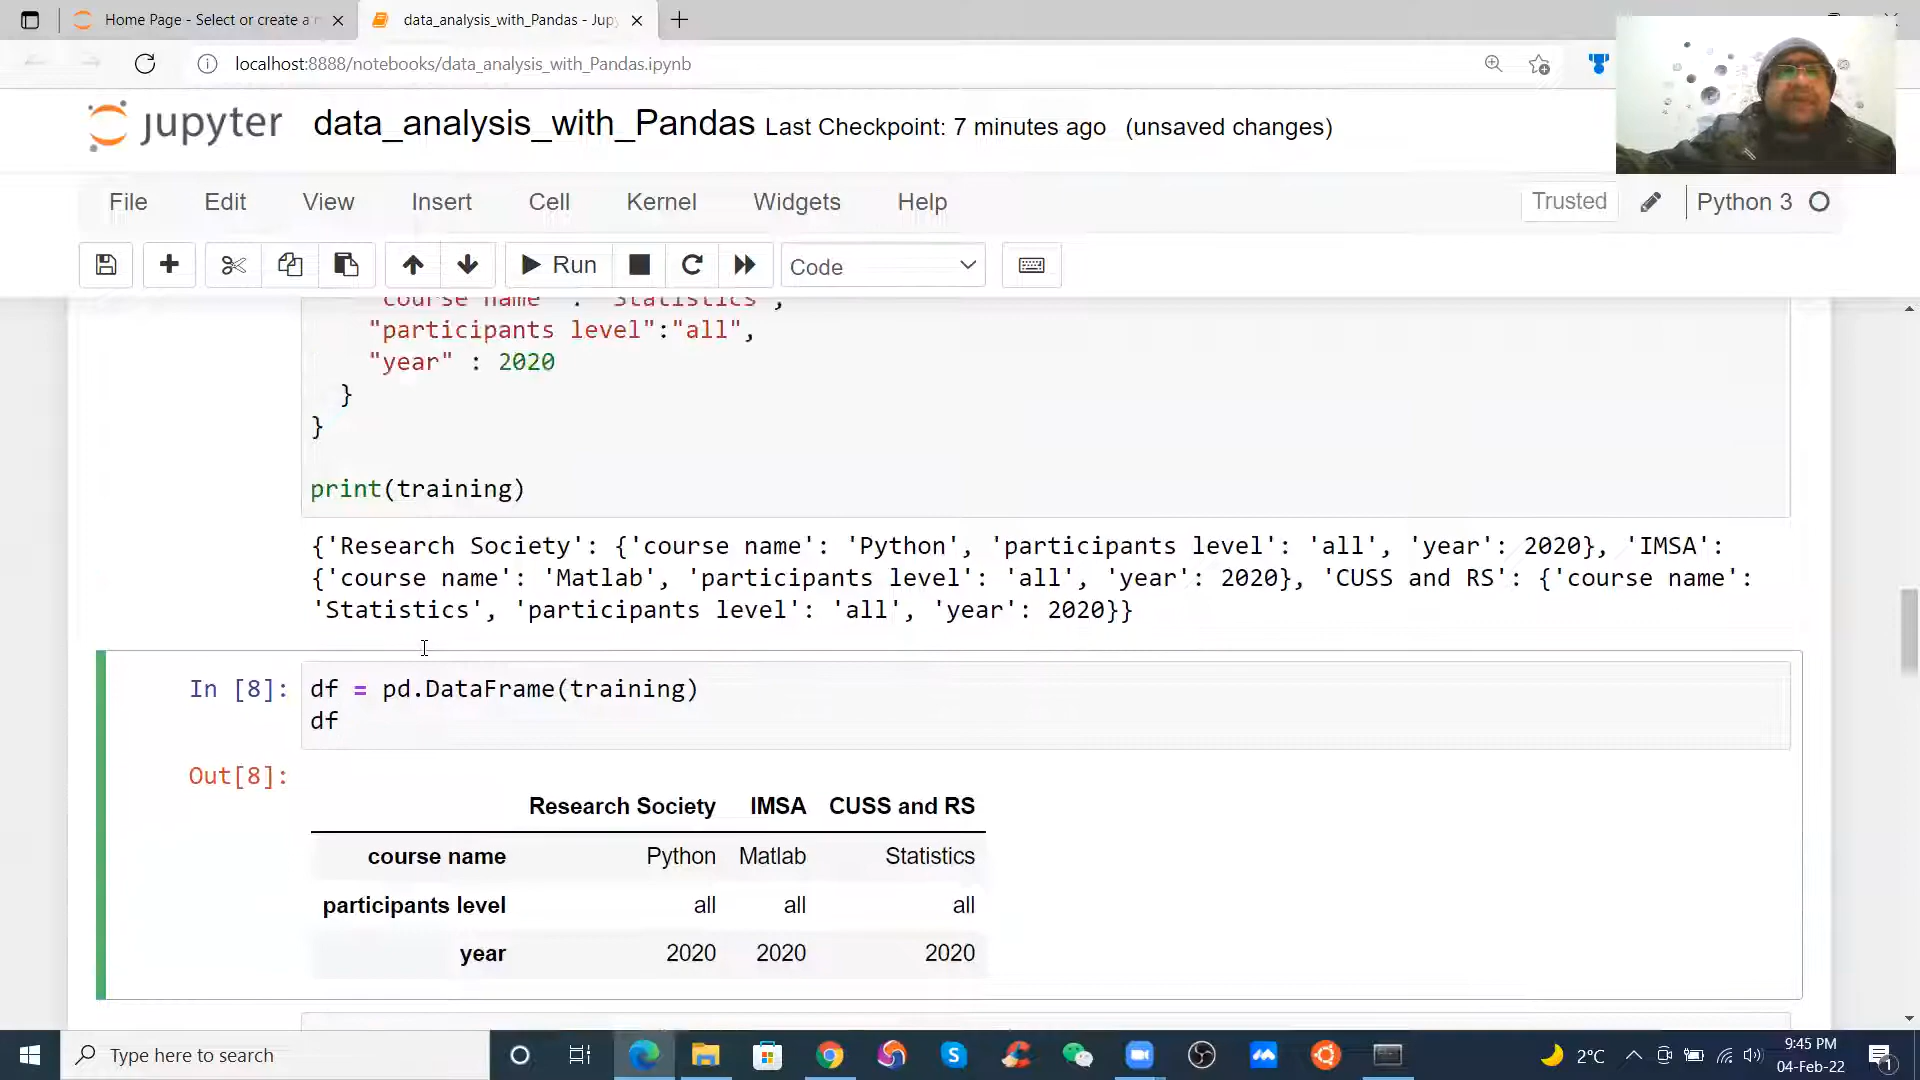 Home Page - Select or create a n
data_analysis_with_Pandas - Jup
localhost:8888/notebooks/data_analysis_with_Pandas.ipynb
jupyter data_analysis_with_Pandas Last Checkpoint: 7 minutes ago (unsaved changes)
File Edit View Insert Cell Kernel Widgets Help Trusted Python 3
Run Code
"course name" : "Statistics",
"participants level":"all",
"year" : 2020
}
}
print(training)
{'Research Society': {'course name': 'Python', 'participants level': 'all', 'year': 2020}, 'IMSA':
{'course name': 'Matlab', 'participants level': 'all', 'year': 2020}, 'CUSS and RS': {'course name':
'Statistics', 'participants level': 'all', 'year': 2020}}
In [8]: df = pd.DataFrame(training)
df
Out[8]:
Research Society IMSA CUSS and RS
course name Python Matlab Statistics
participants level all all all
year 2020 2020 2020
Type here to search
2°C
9:45 PM
04-Feb-22
1